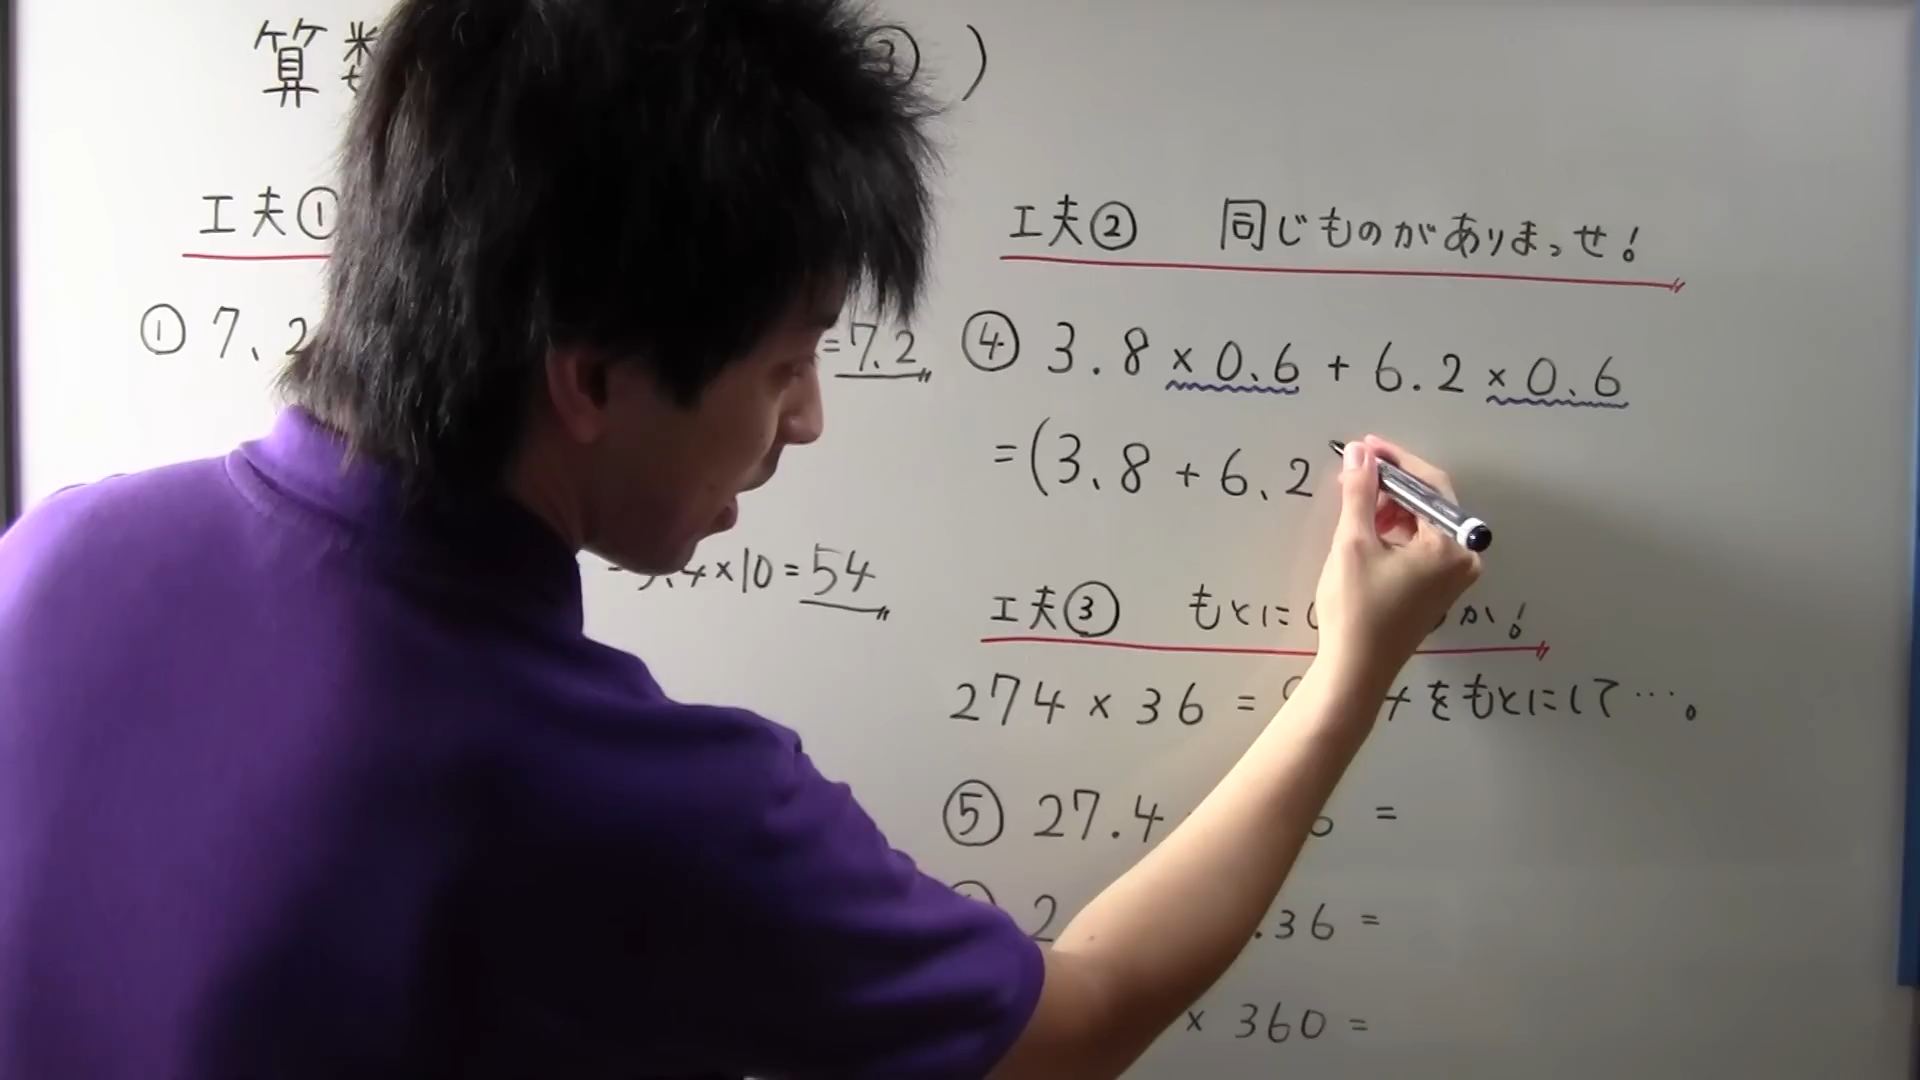 算数
③)
工夫①
① 7.2
=7.2
×10=54
工夫② 同じものがありまっせ!
④ 3.8×0.6+6.2×0.6
=(3.8+6.2
工夫③ もとに か!
274×36= をもとにして…。
⑤ 27.4 =
2 .36=
×360=